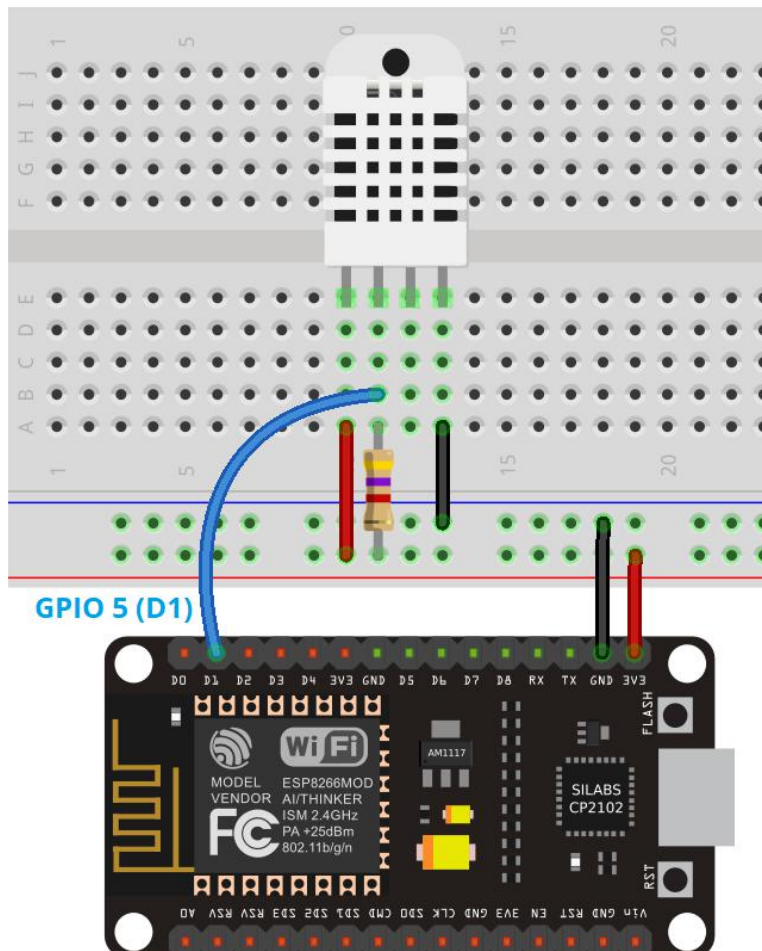 1 5 0 15 20
J
I
H
G
F
E
D
C
B
A
1 5 15 20
GPIO 5 (D1)
D0 D1 D2 D3 D4 3V3 GND D5 D6 D7 D8 RX TX GND 3V3
FLASH
WiFi
AM1117
MODEL ESP8266MOD
VENDOR AI/THINKER
ISM 2.4GHz
FC PA +25dBm
802.11b/g/n
SILABS
CP2102
RST
A0 RSV RSV SD3 SD2 SD1 CMD SD0 CLK GND 3V3 EN RST GND Vin